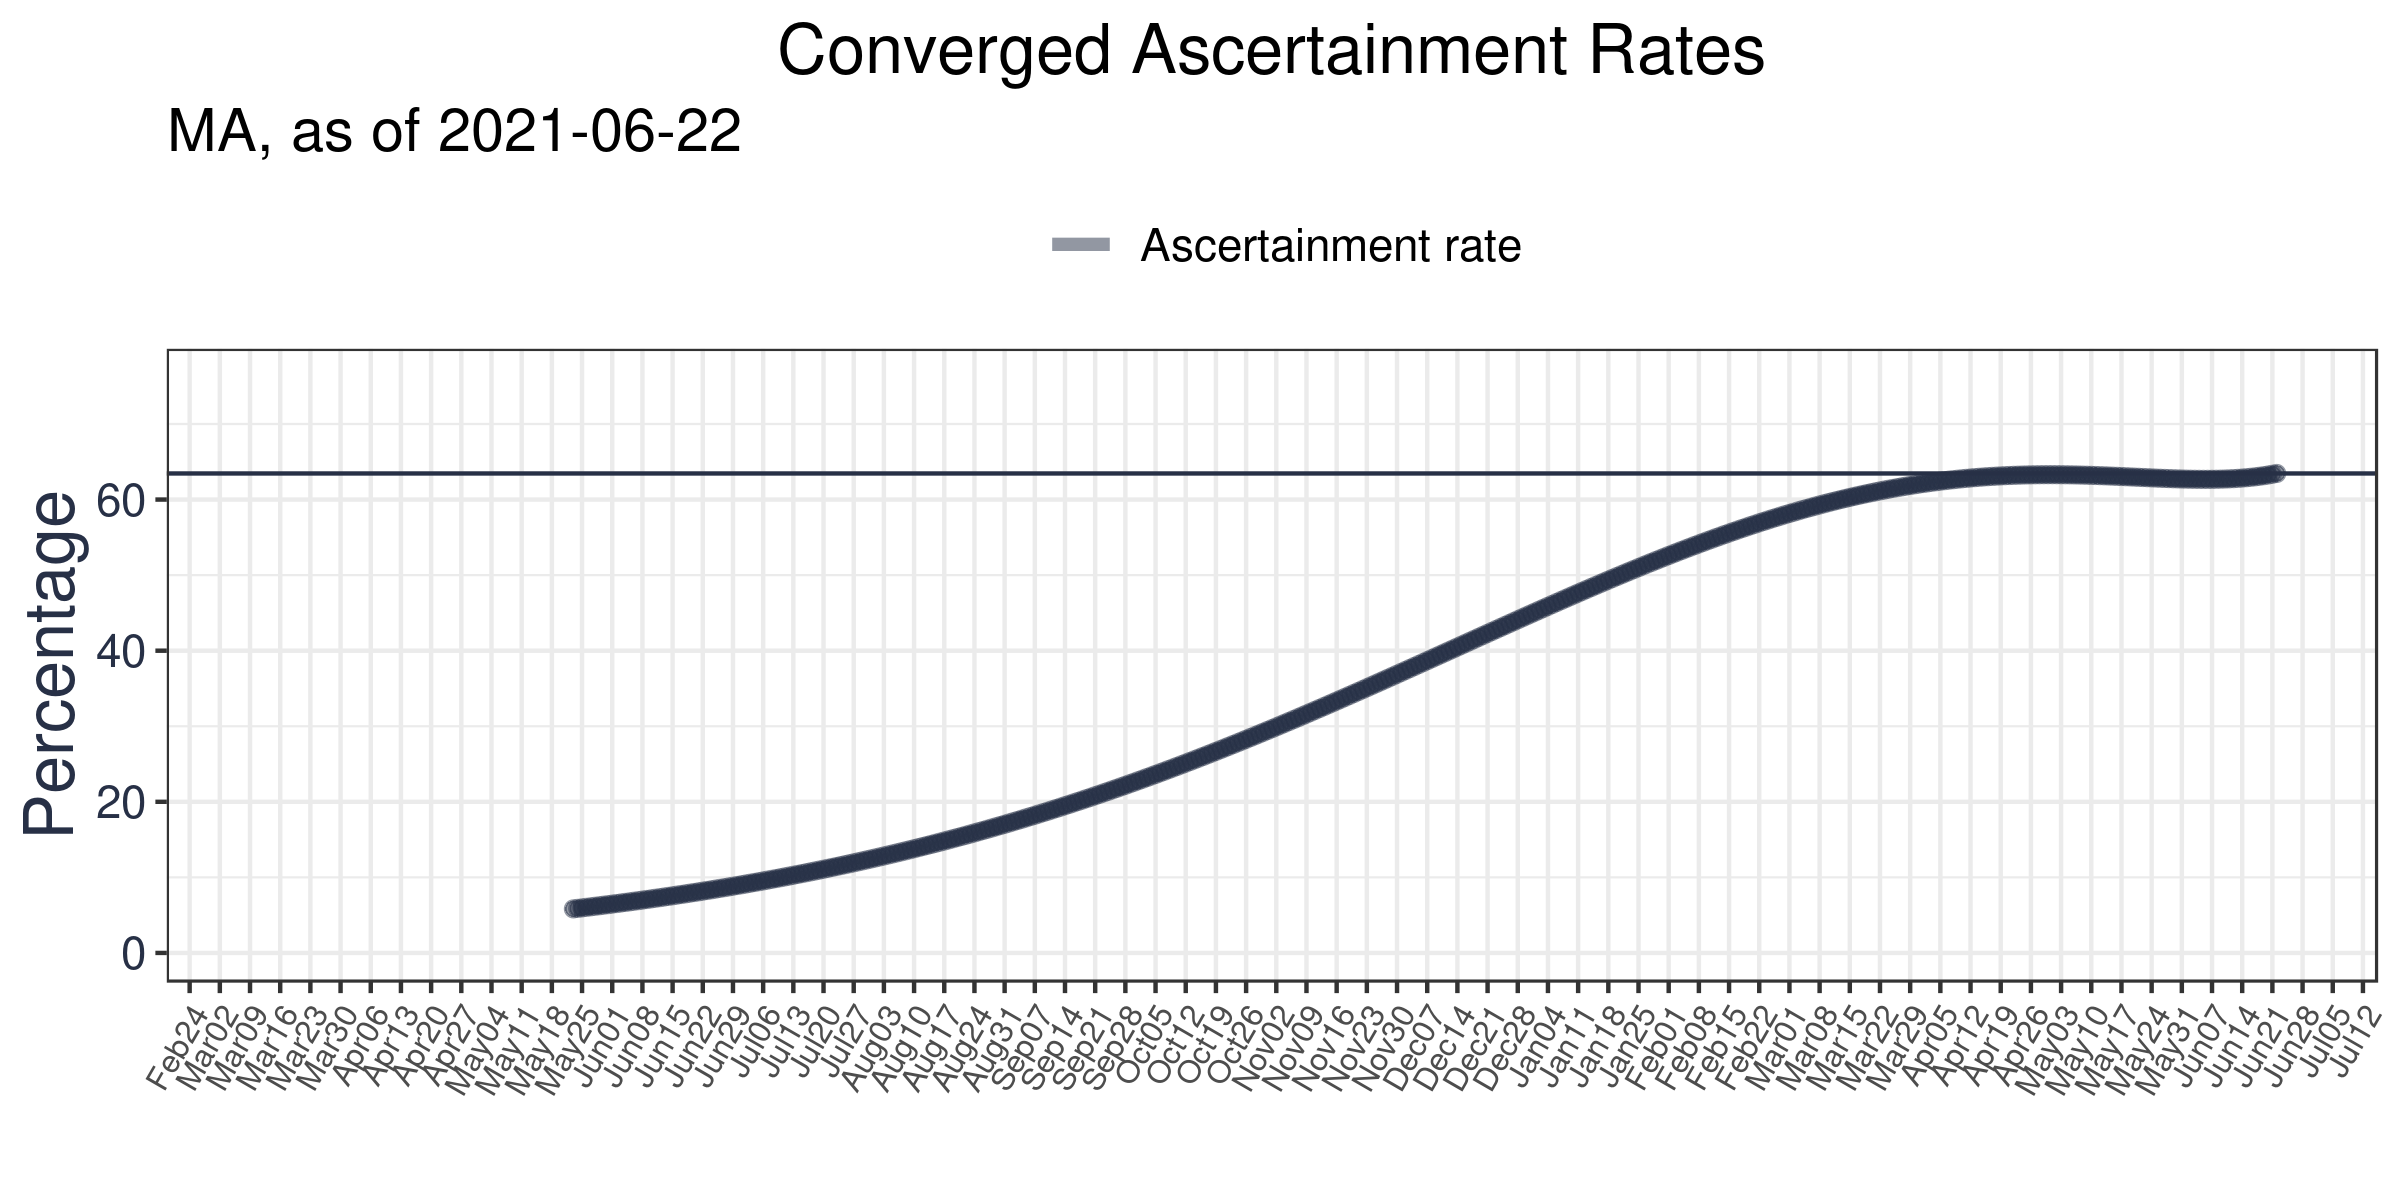 Converged Ascertainment Rates
MA, as of 2021-06-22
Ascertainment rate
Percentage
60
40
20
0
Feb24
Mar02
Mar09
Mar16
Mar23
Mar30
Apr06
Apr13
Apr20
Apr27
May04
May11
May18
May25
Jun01
Jun08
Jun15
Jun22
Jun29
Jul06
Jul13
Jul20
Jul27
Aug03
Aug10
Aug17
Aug24
Aug31
Sep07
Sep14
Sep21
Sep28
Oct05
Oct12
Oct19
Oct26
Nov02
Nov09
Nov16
Nov23
Nov30
Dec07
Dec14
Dec21
Dec28
Jan04
Jan11
Jan18
Jan25
Feb01
Feb08
Feb15
Feb22
Mar01
Mar08
Mar15
Mar22
Mar29
Apr05
Apr12
Apr19
Apr26
May03
May10
May17
May24
May31
Jun07
Jun14
Jun21
Jun28
Jul05
Jul12